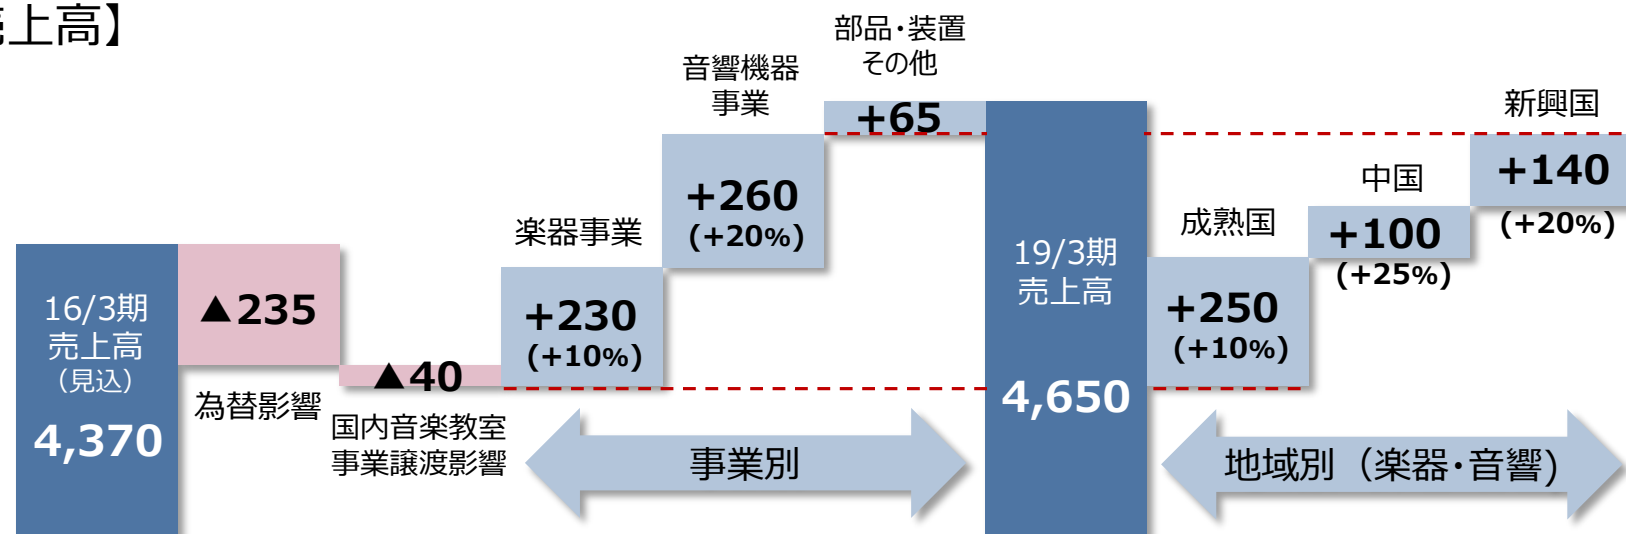 上高】
16/3期
売上高
（見込）
4,370
▲235
為替影響
▲40
国内音楽教室
事業譲渡影響
楽器事業
+230
(+10%)
音響機器
事業
+260
(+20%)
部品・装置
その他
+65
事業別
19/3期
売上高
4,650
成熟国
+250
(+10%)
中国
+100
(+25%)
新興国
+140
(+20%)
地域別（楽器・音響)